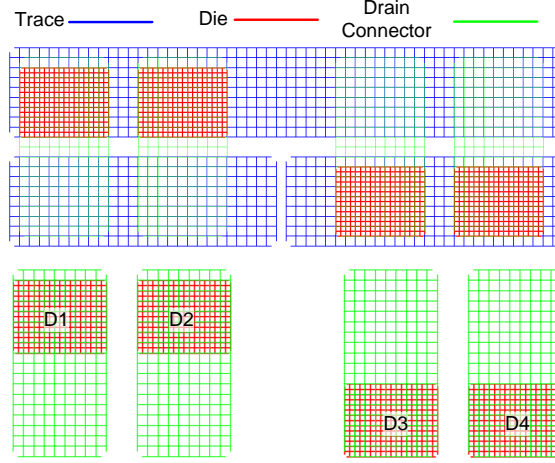 Trace
Die
Drain
Connector
D1
D2
D3
D4